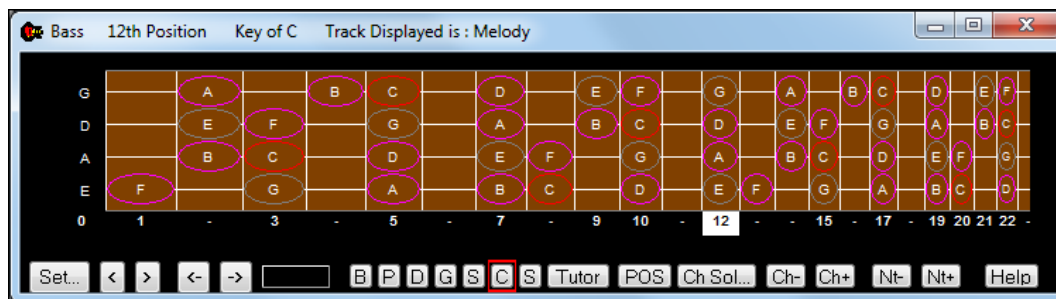 Bass 12th Position Key of C Track Displayed is : Melody
G A B C D E F G A B C D E F
D E F G A B C D E F G A B C
A B C D E F G A B C D E F G
E F G A B C D E F G A B C D
0 1 - 3 - 5 - 7 - 9 10 - 12 - - 15 - 17 - 19 20 21 22 -
Set... < > <- -> B P D G S C S Tutor POS Ch Sol... Ch- Ch+ Nt- Nt+ Help